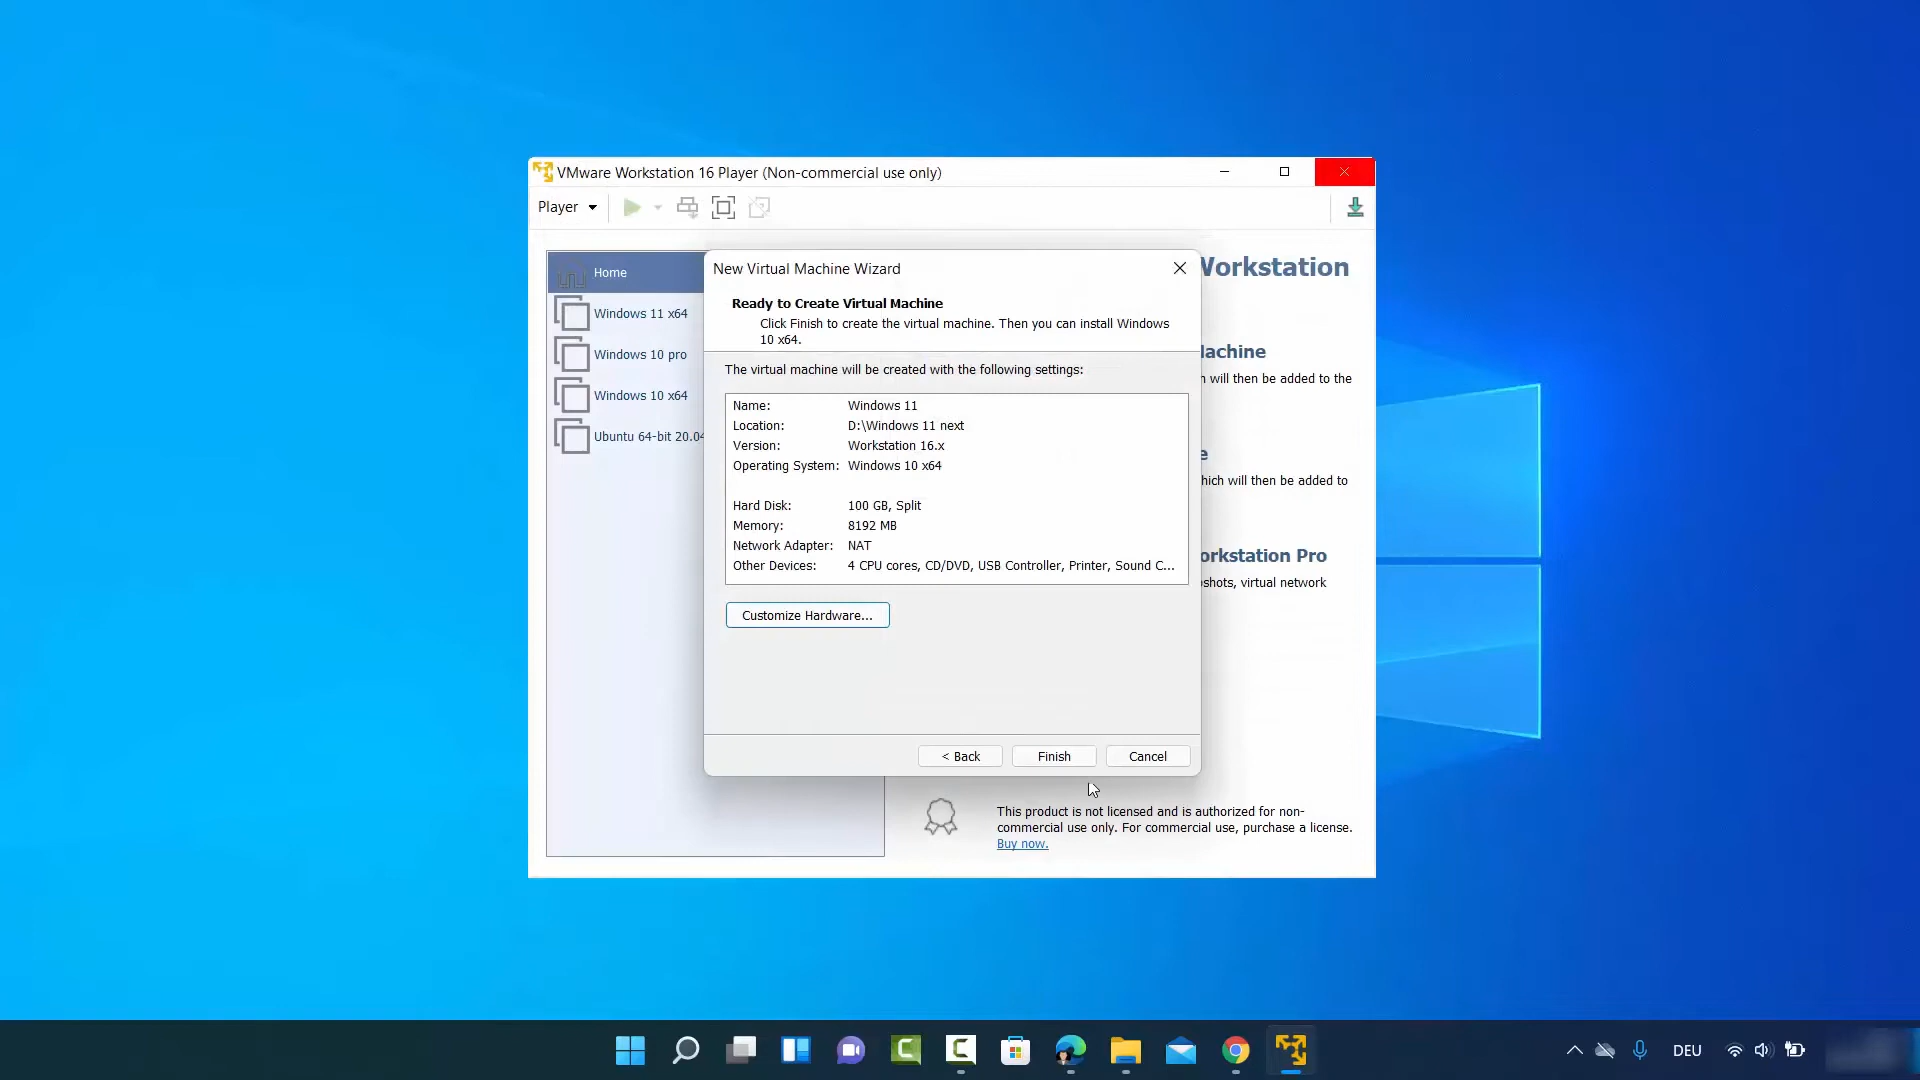 VMware Workstation 16 Player (Non-commercial use only)
Player
Home
Windows 11 x64
Windows 10 pro
Windows 10 x64
Ubuntu 64-bit 20.04
New Virtual Machine Wizard
Ready to Create Virtual Machine
Click Finish to create the virtual machine. Then you can install Windows
10 x64.
The virtual machine will be created with the following settings:
Name: Windows 11
Location: D:\Windows 11 next
Version: Workstation 16.x
Operating System: Windows 10 x64
Hard Disk: 100 GB, Split
Memory: 8192 MB
Network Adapter: NAT
Other Devices: 4 CPU cores, CD/DVD, USB Controller, Printer, Sound C...
Customize Hardware...
< Back
Finish
Cancel
Workstation
achine
will then be added to the
e
hich will then be added to
orkstation Pro
shots, virtual network
This product is not licensed and is authorized for non-
commercial use only. For commercial use, purchase a license.
Buy now.
DEU